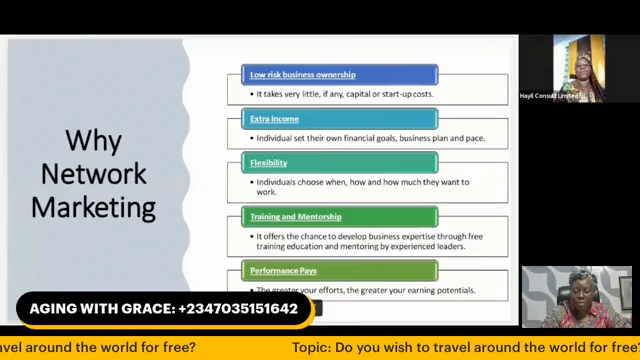 Why
Network
Marketing
Low risk business ownership
• It takes very little, if any, capital or start-up costs.
Extra Income
• Individual set their own financial goals, business plan and pace.
Flexibility
• Individuals choose when, how and how much they want to
work.
Training and Mentorship
• It offers the chance to develop business expertise through free
training education and mentoring by experienced leaders.
Performance Pays
• The greater your efforts, the greater your earning potentials.
Hayil Consult Limited
AGING WITH GRACE: +2347035151642
avel around the world for free?
Topic: Do you wish to travel around the world for free?